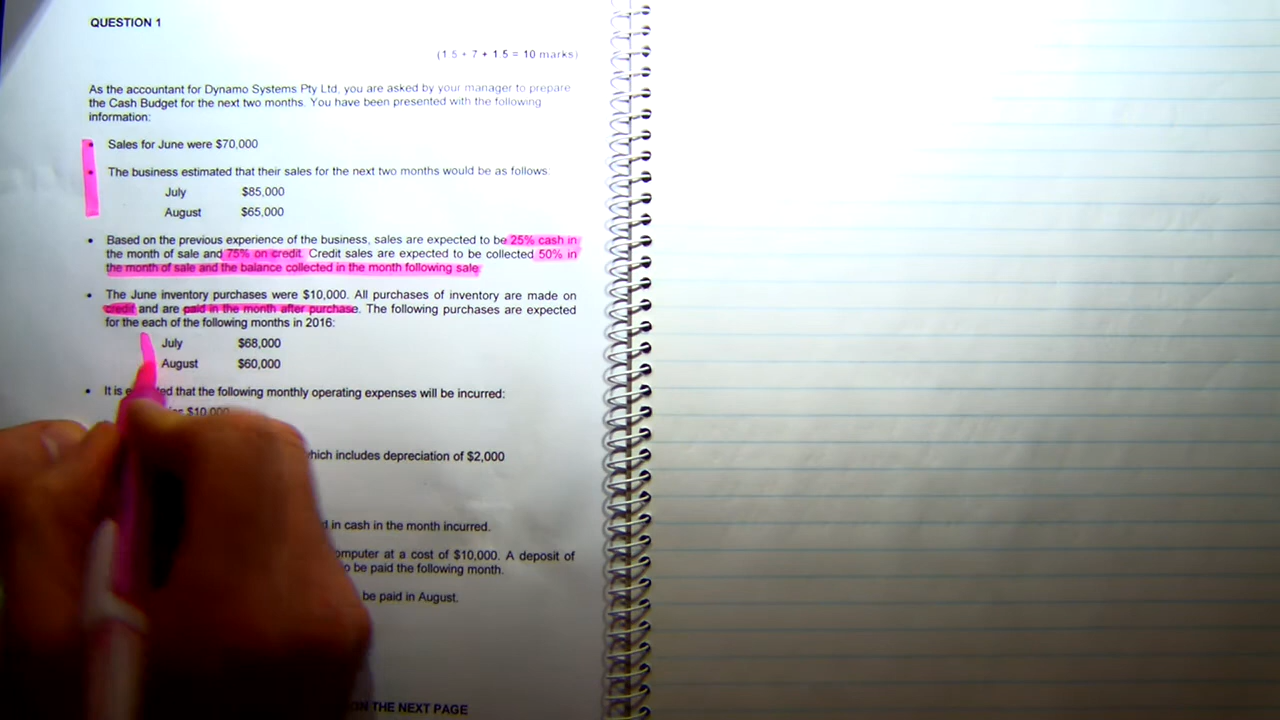 QUESTION 1
(1 5 + 7 + 1 5 = 10 marks)
As the accountant for Dynamo Systems Pty Ltd, you are asked by your manager to prepare
the Cash Budget for the next two months. You have been presented with the following
information:
• Sales for June were $70,000
• The business estimated that their sales for the next two months would be as follows:
July $85,000
August $65,000
• Based on the previous experience of the business, sales are expected to be 25% cash in
the month of sale and 75% on credit. Credit sales are expected to be collected 50% in
the month of sale and the balance collected in the month following sale
• The June inventory purchases were $10,000. All purchases of inventory are made on
credit and are paid in the month after purchase. The following purchases are expected
for the each of the following months in 2016:
July $68,000
August $60,000
• It is that the following monthly operating expenses will be incurred:
$10,000
which includes depreciation of $2,000
in cash in the month incurred.
computer at a cost of $10,000. A deposit of
be paid the following month.
be paid in August.
ON THE NEXT PAGE